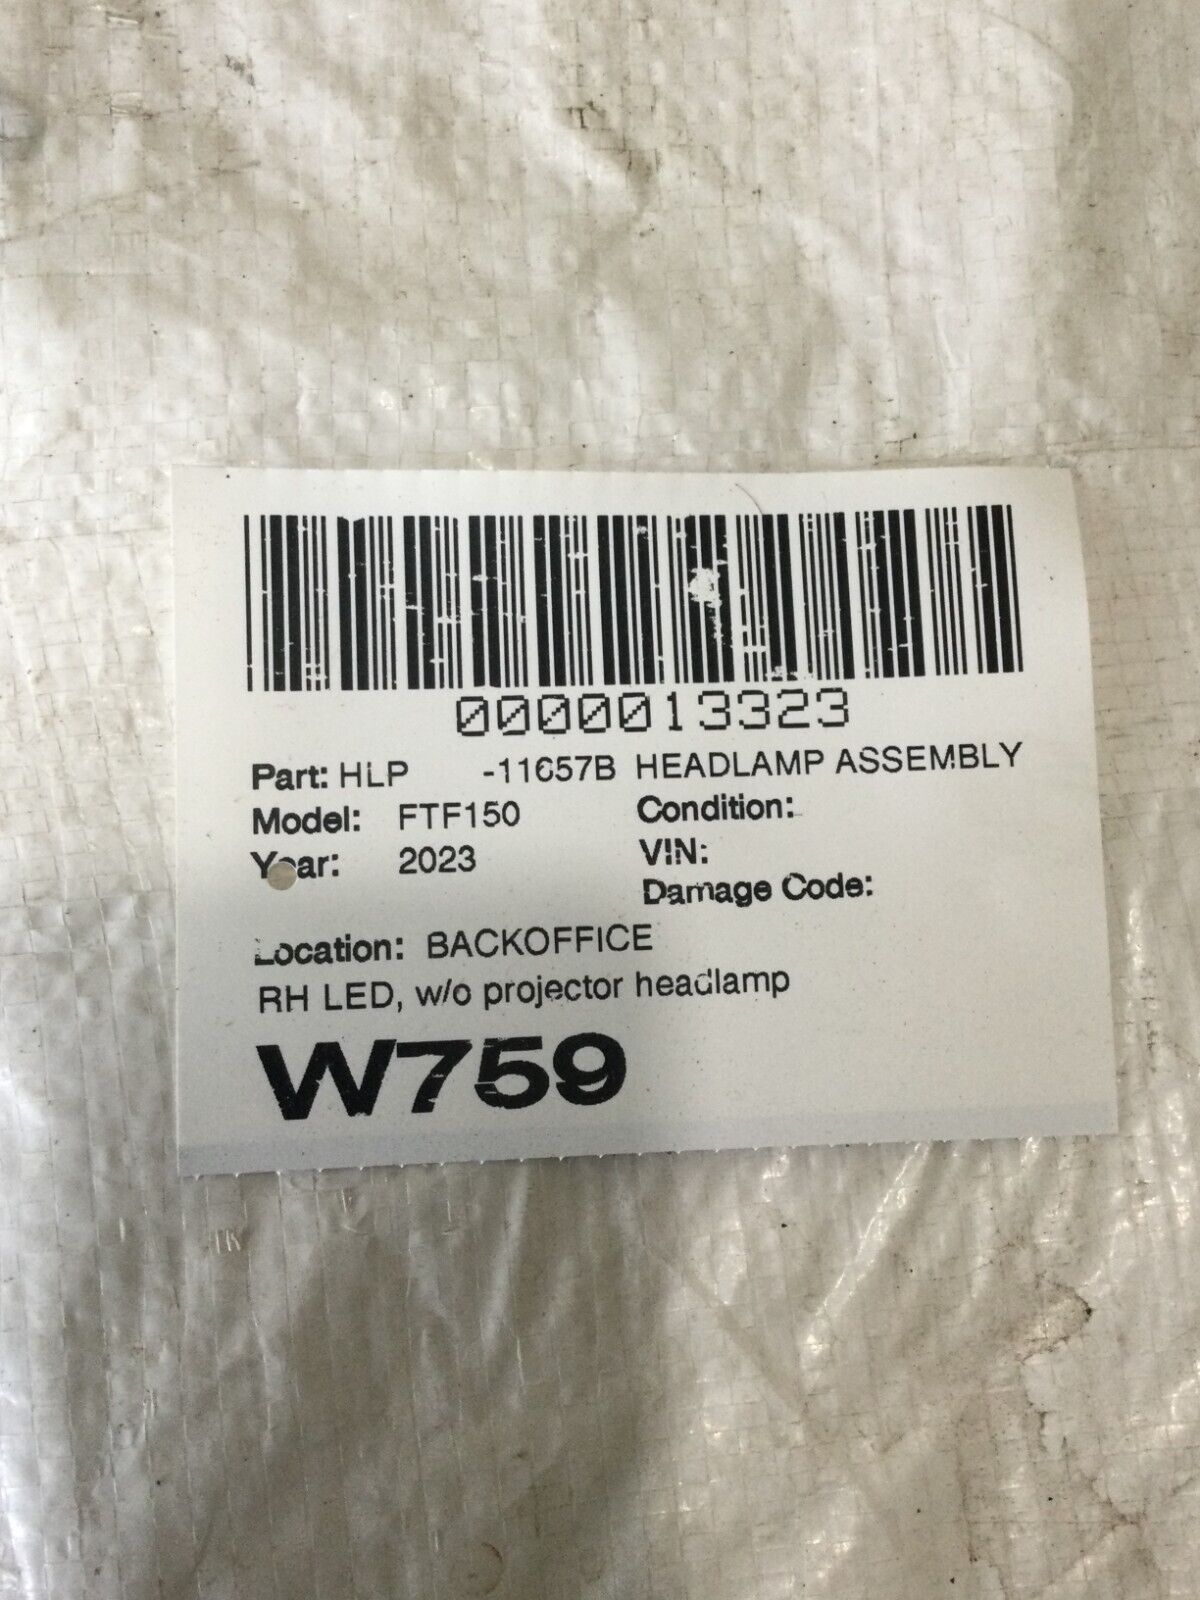 0000013323
Part: HLP -11657B HEADLAMP ASSEMBLY
Model: FTF150 Condition:
Year: 2023 VIN:
Damage Code:
Location: BACKOFFICE
RH LED, w/o projector headlamp
W759